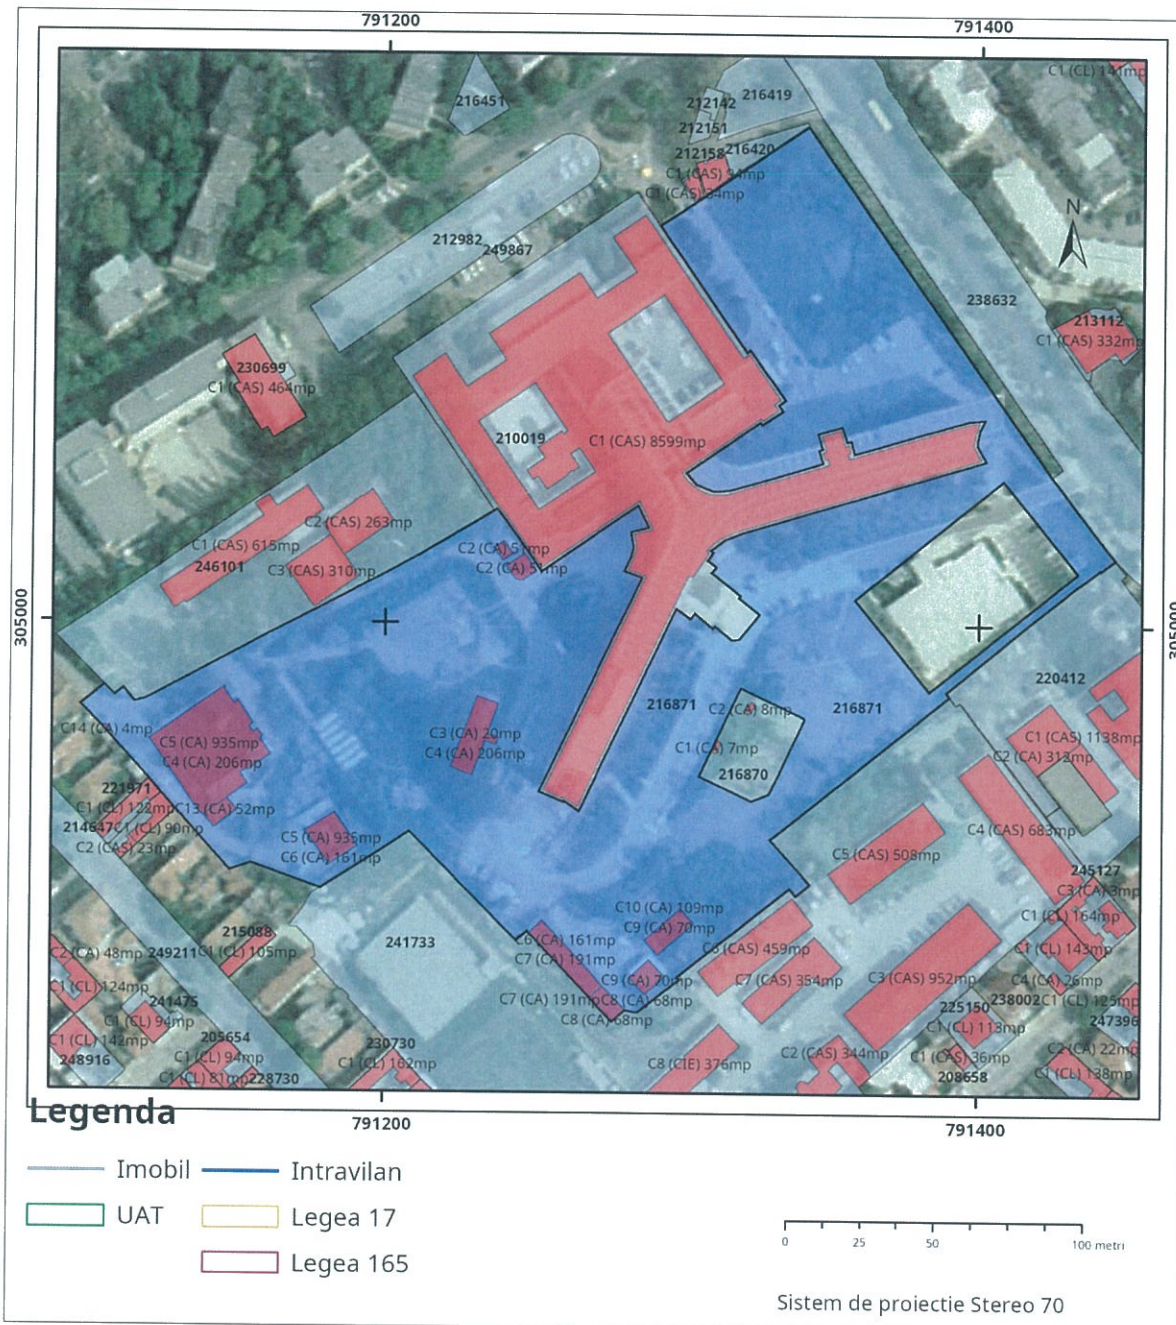 791200
791400
C1 (CL) 141mp
216451
212142
216419
212151
212158
216420
C1 (CAS) 94mp
C1 (CAS) 34mp
N
212982
249867
238632
213112
C1 (CAS) 332mp
230699
C1 (CAS) 464mp
210019
C1 (CAS) 8599mp
C2 (CAS) 263mp
C1 (CAS) 615mp
246101
C3 (CAS) 310mp
C2 (CA) 51mp
C2 (CA) 51mp
305000
305000
220412
216871
C2 (CA) 8mp
216871
C14 (CA) 4mp
C5 (CA) 935mp
C4 (CA) 206mp
C3 (CA) 20mp
C4 (CA) 206mp
C1 (CA) 7mp
216870
C1 (CAS) 1138mp
C2 (CA) 313mp
221971
C1 (CL) 122mp
C13 (CA) 52mp
214647
C1 (CL) 90mp
C2 (CAS) 23mp
C5 (CA) 935mp
C6 (CA) 161mp
C4 (CAS) 683mp
C5 (CAS) 508mp
245127
C3 (CA) 3mp
C10 (CA) 109mp
C9 (CA) 70mp
C1 (CL) 164mp
215088
C2 (CA) 48mp
249211
C1 (CL) 105mp
241733
C6 (CA) 161mp
C7 (CA) 191mp
C6 (CAS) 459mp
C1 (CL) 143mp
C9 (CA) 70mp
C7 (CAS) 354mp
C3 (CAS) 952mp
C4 (CA) 26mp
C1 (CL) 124mp
241475
C7 (CA) 191mp
C8 (CA) 68mp
C8 (CA) 68mp
225150
238002
C1 (CL) 125mp
C1 (CL) 94mp
C1 (CL) 113mp
247396
C1 (CL) 142mp
205654
230730
248916
C1 (CL) 94mp
C1 (CL) 162mp
C8 (CIE) 376mp
C2 (CAS) 344mp
C1 (CAS) 36mp
C2 (CA) 22mp
C1 (CL) 81mp
228730
208658
C1 (CL) 138mp
791200
791400
Legenda
Imobil
Intravilan
UAT
Legea 17
Legea 165
0
25
50
100 metri
Sistem de proiectie Stereo 70